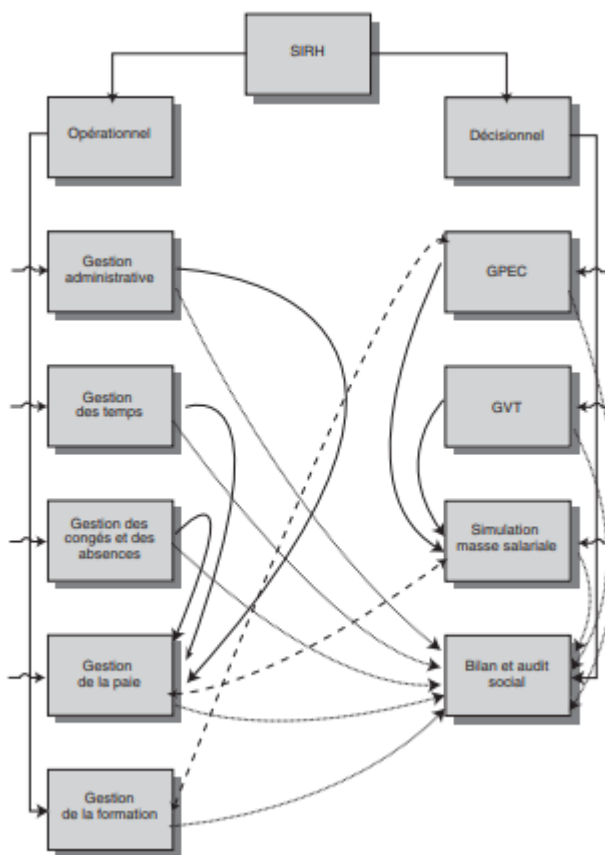 SIRH
Opérationnel
Décisionnel
Gestion
administrative
GPEC
Gestion
des temps
GVT
Gestion des
congés et des
absences
Simulation
masse salariale
Gestion
de la paie
Bilan et audit
social
Gestion
de la formation